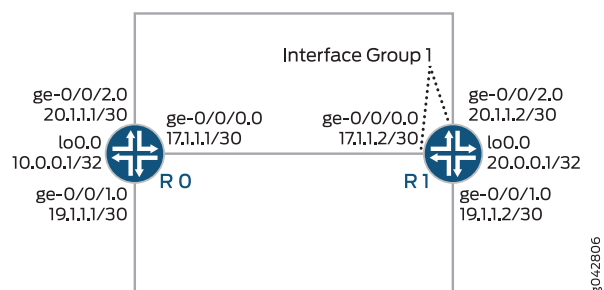 Interface Group 1
ge-0/0/2.0
20.1.1.1/30
lo0.0
10.0.0.1/32
ge-0/0/1.0
19.1.1.1/30
ge-0/0/0.0
17.1.1.1/30
R 0
ge-0/0/0.0
17.1.1.2/30
R 1
ge-0/0/2.0
20.1.1.2/30
lo0.0
20.0.0.1/32
ge-0/0/1.0
19.1.1.2/30
g042806